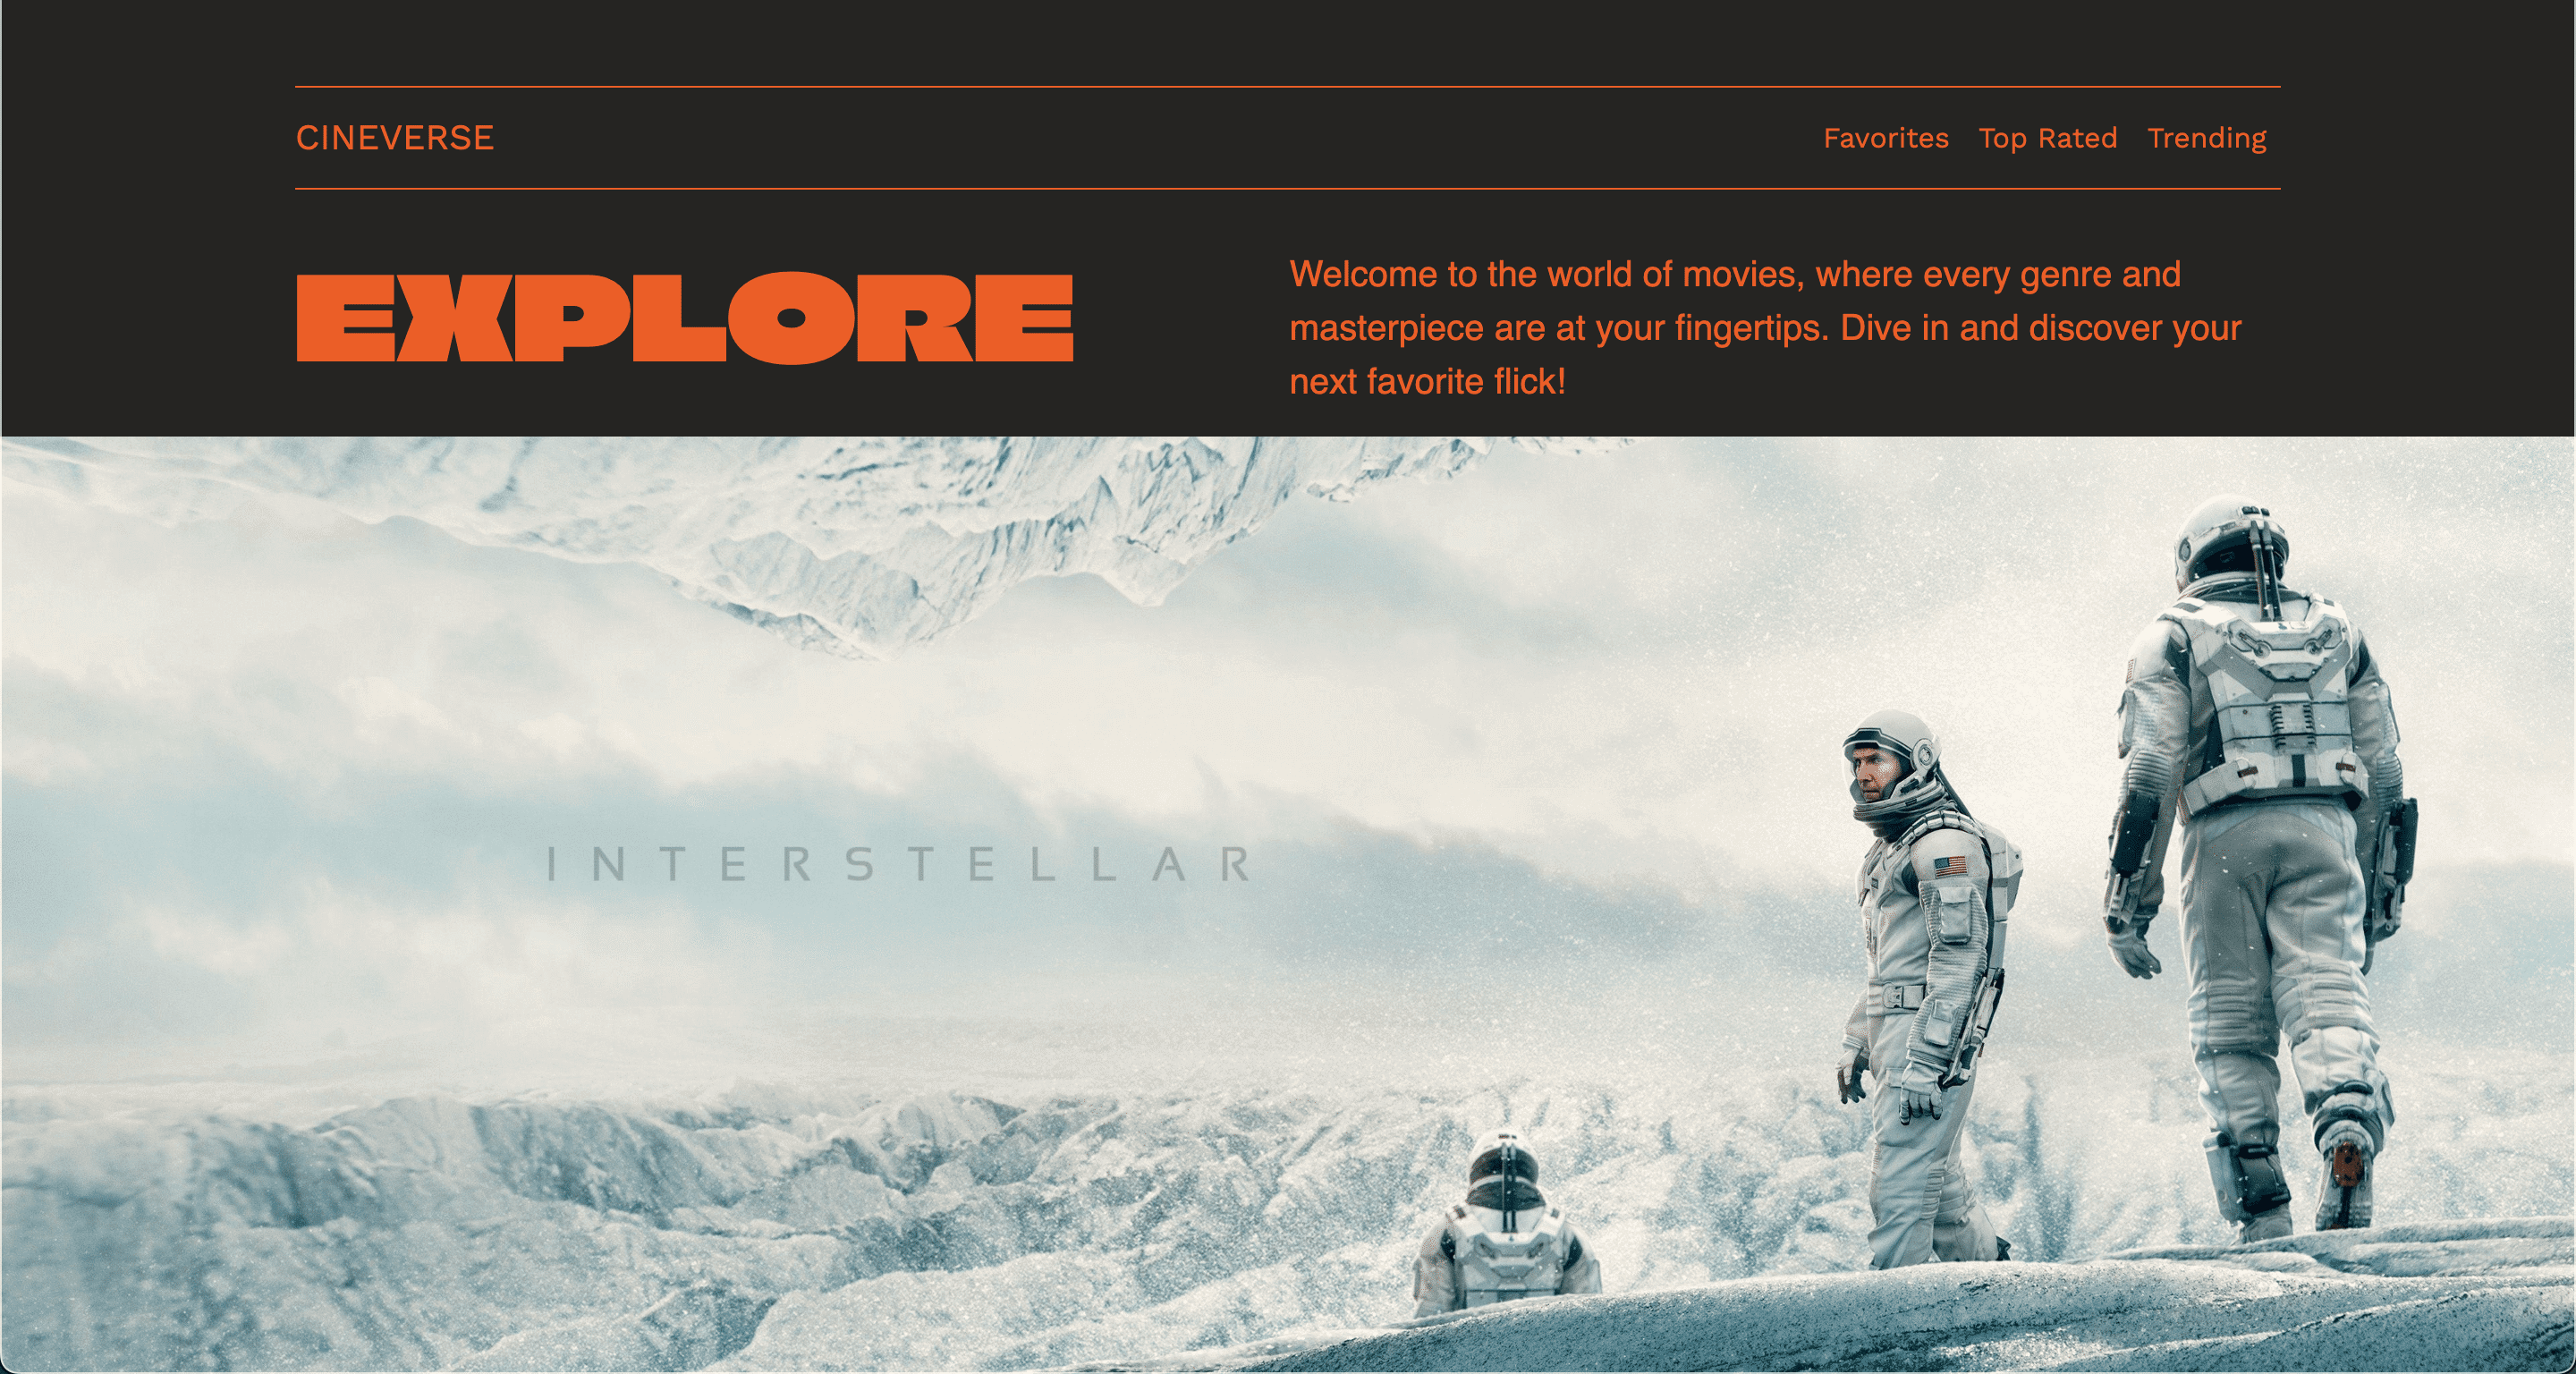 CINEVERSE
Favorites Top Rated Trending
EXPLORE
Welcome to the world of movies, where every genre and
masterpiece are at your fingertips. Dive in and discover your
next favorite flick!
INTERSTELLAR